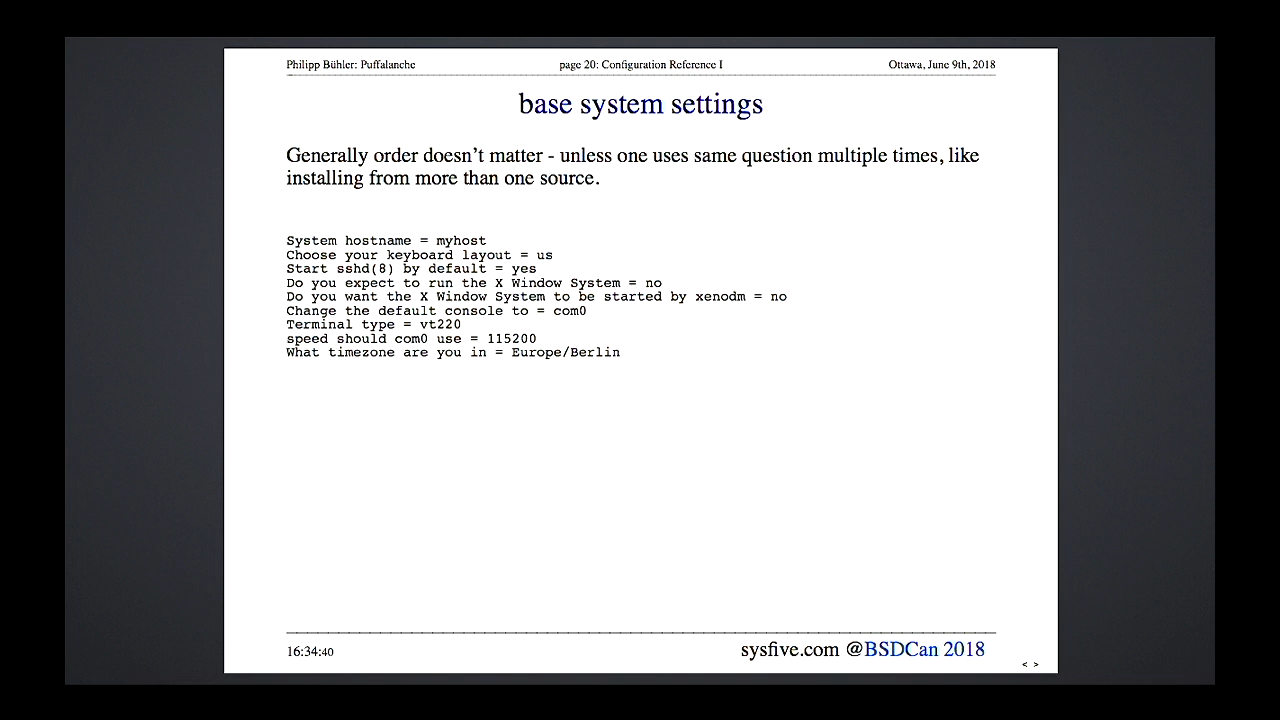 Philipp Bühler: Puffalanche page 20: Configuration Reference I Ottawa, June 9th, 2018
base system settings
Generally order doesn't matter - unless one uses same question multiple times, like
installing from more than one source.
System hostname = myhost
Choose your keyboard layout = us
Start sshd(8) by default = yes
Do you expect to run the X Window System = no
Do you want the X Window System to be started by xenodm = no
Change the default console to = com0
Terminal type = vt220
speed should com0 use = 115200
What timezone are you in = Europe/Berlin
16:34:40 sysfive.com @BSDCan 2018
< >